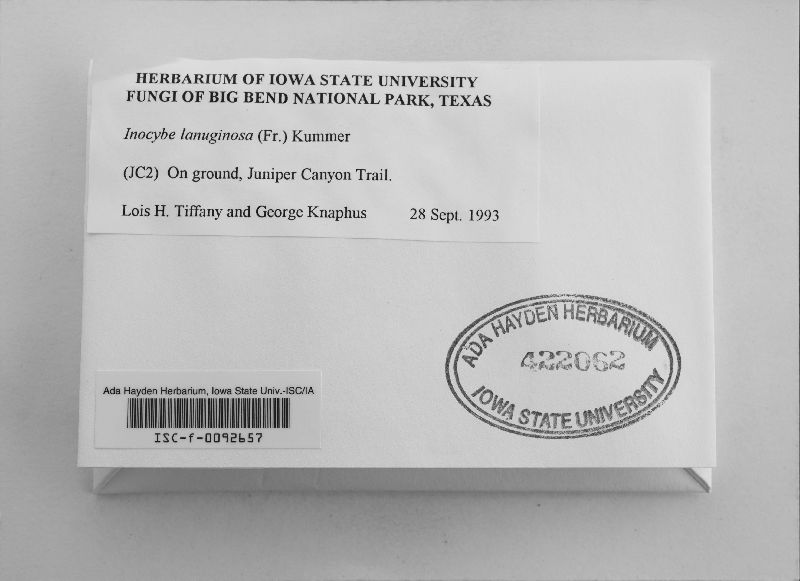 HERBARIUM OF IOWA STATE UNIVERSITY
FUNGI OF BIG BEND NATIONAL PARK, TEXAS
Inocybe lanuginosa (Fr.) Kummer
(JC2) On ground, Juniper Canyon Trail.
Lois H. Tiffany and George Knaphus 28 Sept. 1993
ADA HAYDEN HERBARIUM
422062
IOWA STATE UNIVERSITY
Ada Hayden Herbarium, Iowa State Univ.-ISC/IA
ISC-f-0092657